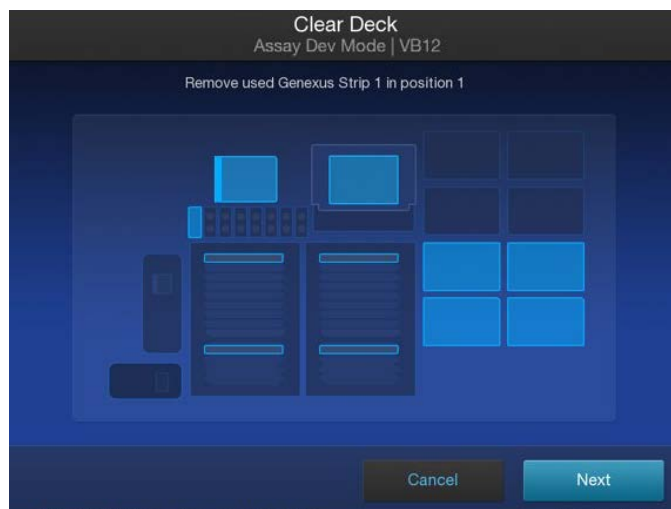 Clear Deck
Assay Dev Mode | VB12
Remove used Genexus Strip 1 in position 1
Cancel
Next